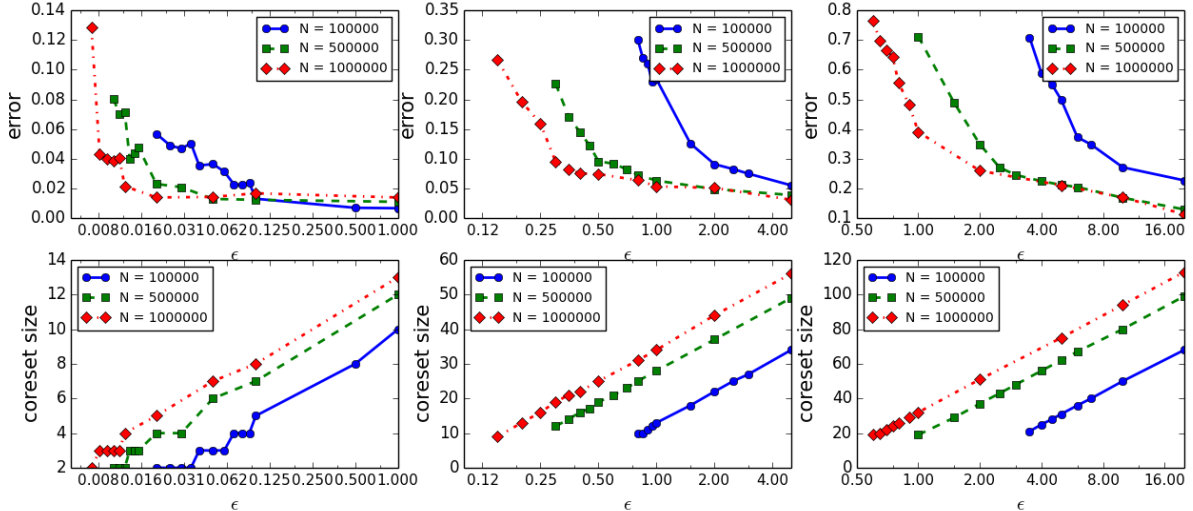 0.14
0.12
0.10
0.08
0.06
0.04
0.02
0.00
error
N = 100000
N = 500000
N = 1000000
0.008 0.016 0.031 0.062 0.125 0.250 0.500 1.000
ϵ
0.35
0.30
0.25
0.20
0.15
0.10
0.05
0.00
error
N = 100000
N = 500000
N = 1000000
0.12 0.25 0.50 1.00 2.00 4.00
ϵ
0.8
0.7
0.6
0.5
0.4
0.3
0.2
0.1
error
N = 100000
N = 500000
N = 1000000
0.50 1.00 2.00 4.00 8.00 16.00
ϵ
14
12
10
8
6
4
2
coreset size
N = 100000
N = 500000
N = 1000000
0.008 0.016 0.031 0.062 0.125 0.250 0.500 1.000
ϵ
60
50
40
30
20
10
0
coreset size
N = 100000
N = 500000
N = 1000000
0.12 0.25 0.50 1.00 2.00 4.00
ϵ
120
100
80
60
40
20
0
coreset size
N = 100000
N = 500000
N = 1000000
0.50 1.00 2.00 4.00 8.00 16.00
ϵ